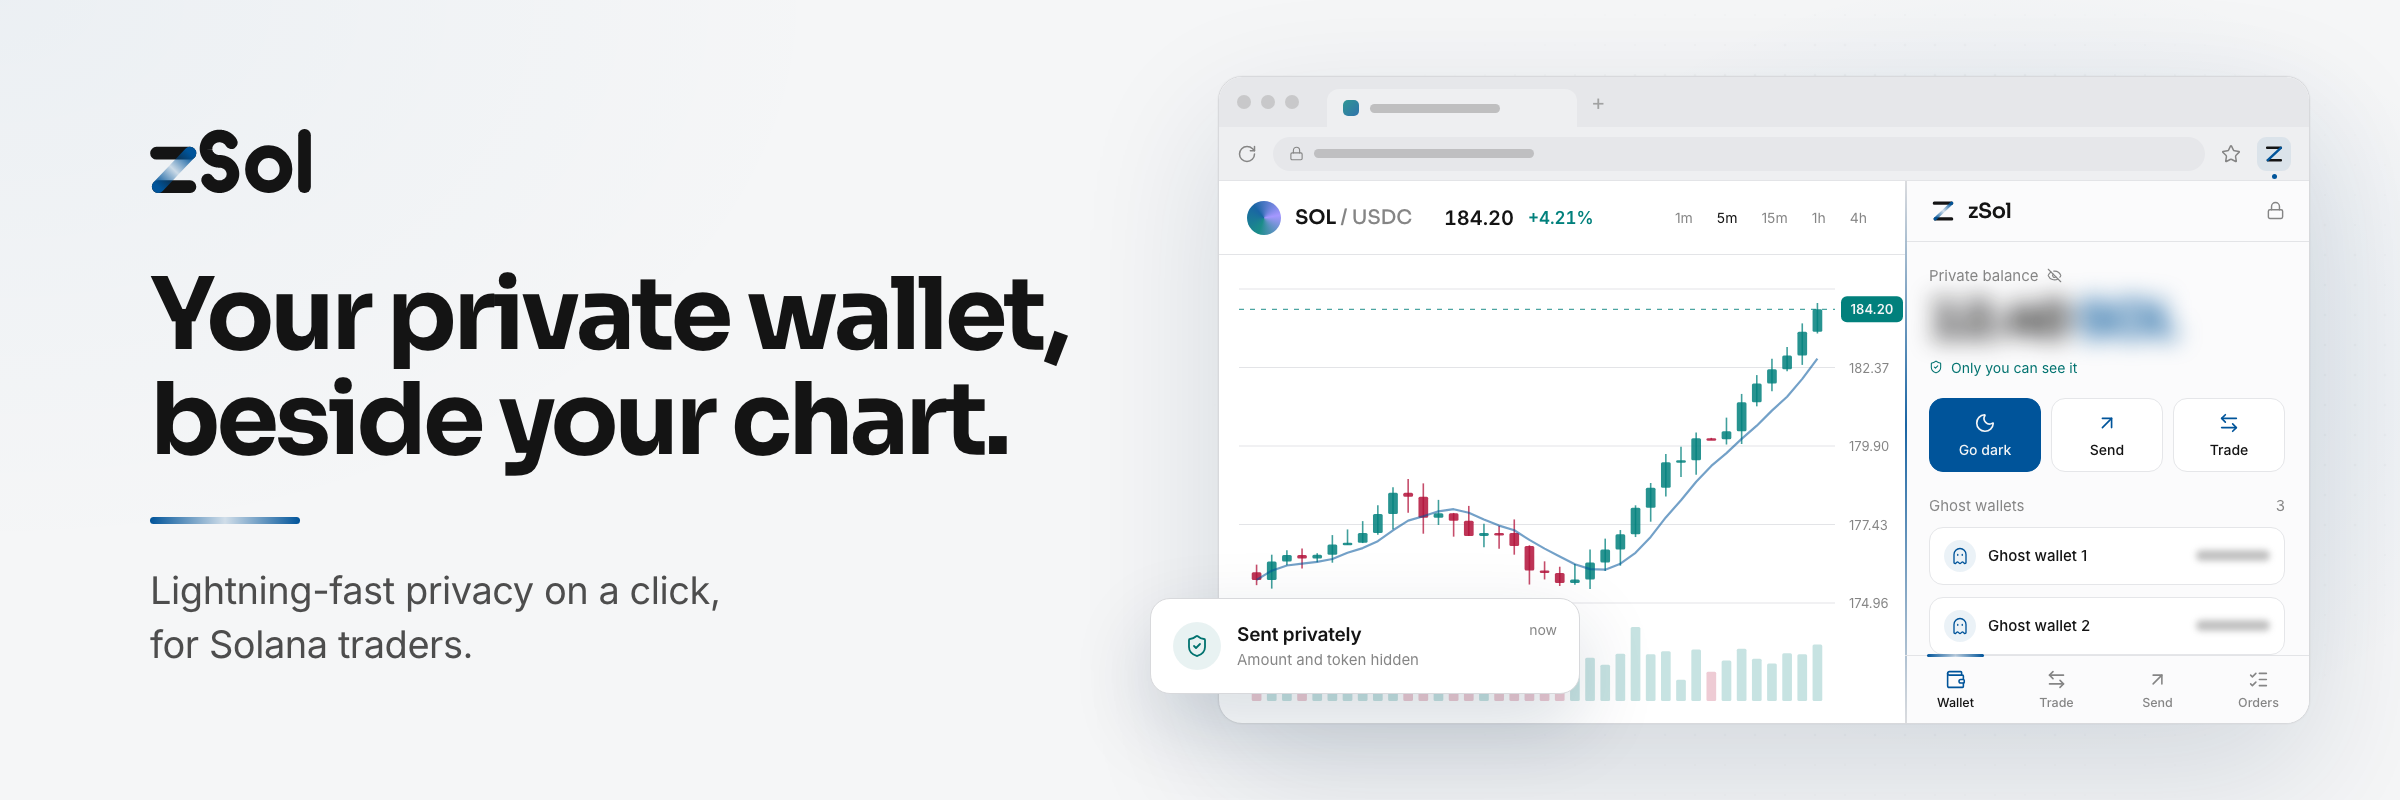 zSol
Your private wallet,
beside your chart.
Lightning-fast privacy on a click,
for Solana traders.
SOL / USDC 184.20 +4.21% 1m 5m 15m 1h 4h
184.20
182.37
179.90
177.43
174.96
Sent privately now
Amount and token hidden
Z
Z zSol
Private balance
Only you can see it
Go dark Send Trade
Ghost wallets 3
Ghost wallet 1
Ghost wallet 2
Wallet Trade Send Orders